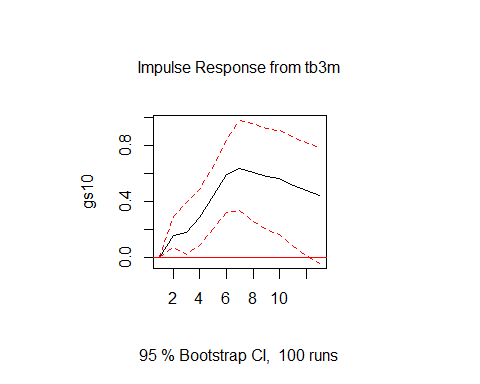 Impulse Response from tb3m
gs10
0.8
0.4
0.0
2 4 6 8 10
95 % Bootstrap CI, 100 runs